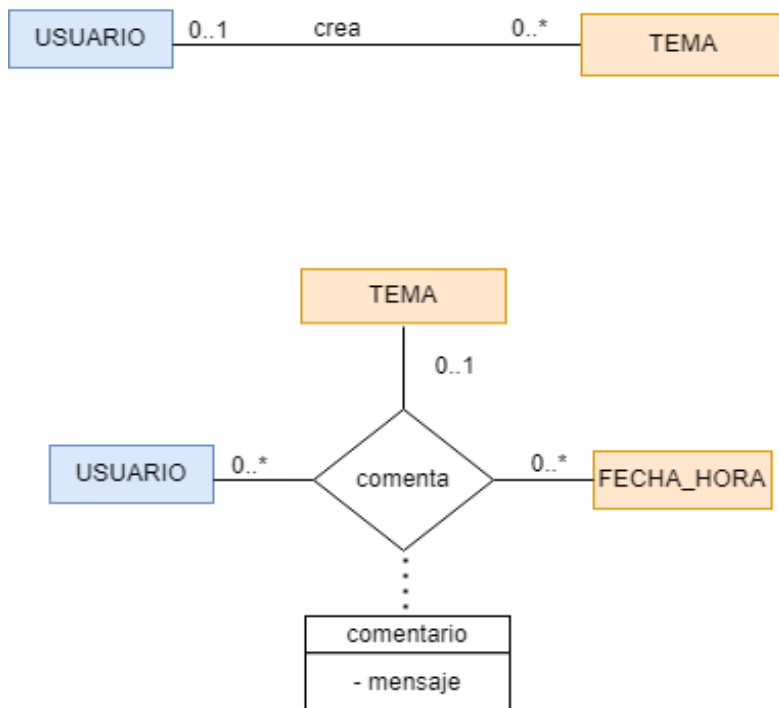 USUARIO 0..1 crea 0..* TEMA
TEMA
0..1
USUARIO 0..* comenta 0..* FECHA_HORA
comentario
- mensaje